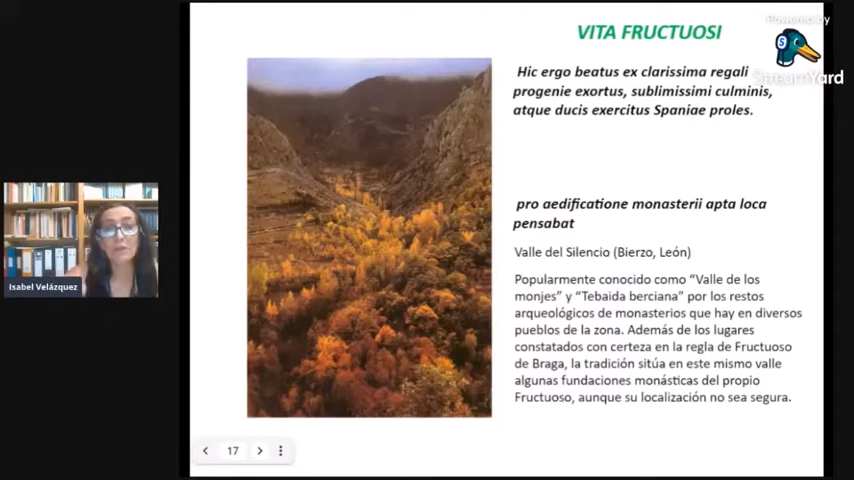 VITA FRUCTUOSI
Powered by
StreamYard
Hic ergo beatus ex clarissima regali
progenie exortus, sublimissimi culminis,
atque ducis exercitus Spaniae proles.
pro aedificatione monasterii apta loca
pensabat
Valle del Silencio (Bierzo, León)
Popularmente conocido como “Valle de los
monjes” y “Tebaida berciana” por los restos
arqueológicos de monasterios que hay en diversos
pueblos de la zona. Además de los lugares
constatados con certeza en la regla de Fructuoso
de Braga, la tradición sitúa en este mismo valle
algunas fundaciones monásticas del propio
Fructuoso, aunque su localización no sea segura.
Isabel Velázquez
17